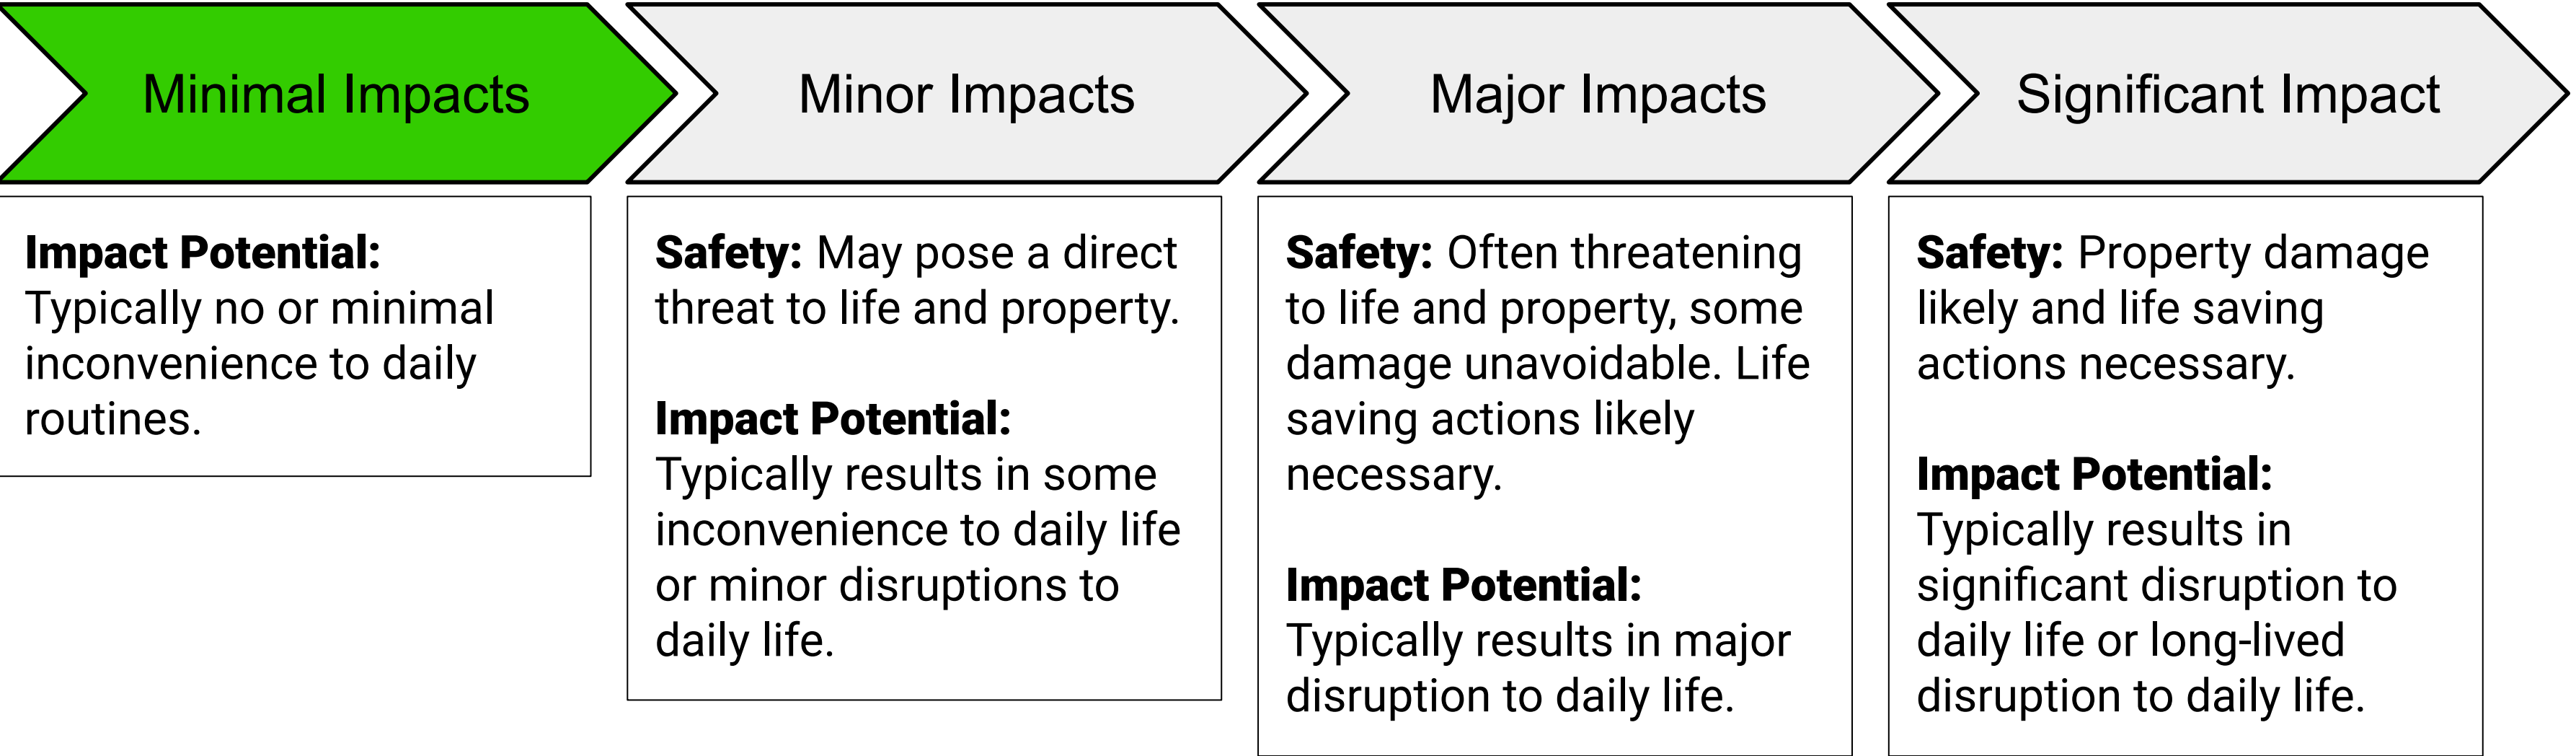 Minimal Impacts
Minor Impacts
Major Impacts
Significant Impact
Impact Potential:
Typically no or minimal
inconvenience to daily
routines.
Safety: May pose a direct
threat to life and property.
Impact Potential:
Typically results in some
inconvenience to daily life
or minor disruptions to
daily life.
Safety: Often threatening
to life and property, some
damage unavoidable. Life
saving actions likely
necessary.
Impact Potential:
Typically results in major
disruption to daily life.
Safety: Property damage
likely and life saving
actions necessary.
Impact Potential:
Typically results in
significant disruption to
daily life or long-lived
disruption to daily life.